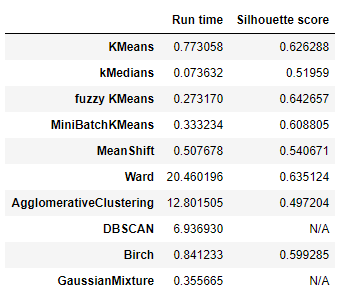 Run time Silhouette score
KMeans 0.773058 0.626288
kMedians 0.073632 0.51959
fuzzy KMeans 0.273170 0.642657
MiniBatchKMeans 0.333234 0.608805
MeanShift 0.507678 0.540671
Ward 20.460196 0.635124
AgglomerativeClustering 12.801505 0.497204
DBSCAN 6.936930 N/A
Birch 0.841233 0.599285
GaussianMixture 0.355665 N/A